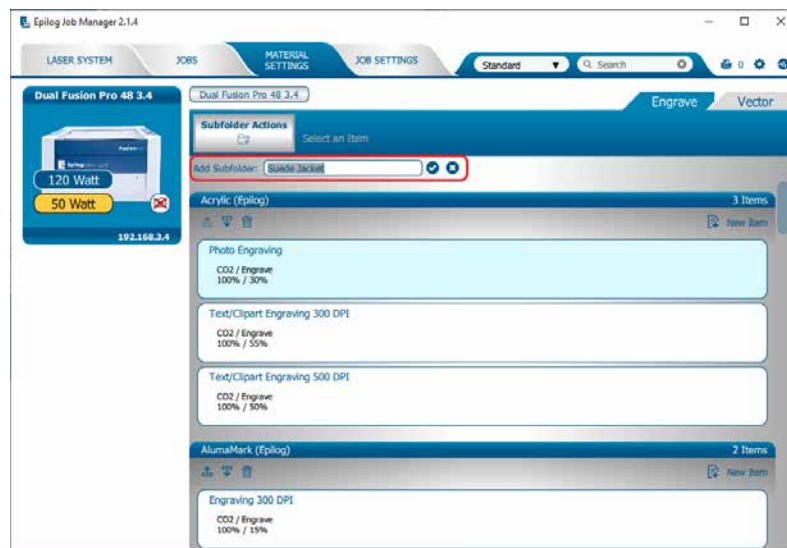 Epilog Job Manager 2.1.4
LASER SYSTEM
JOBS
MATERIAL SETTINGS
JOB SETTINGS
Standard
Search
0
Dual Fusion Pro 48 3.4
120 Watt
50 Watt
192.168.3.4
Dual Fusion Pro 48 3.4
Engrave
Vector
Subfolder Actions
Select an Item
Add Subfolder: Suede Jacket
Acrylic (Epilog)
3 Items
New Item
Photo Engraving
CO2 / Engrave
100% / 30%
Text/Clipart Engraving 300 DPI
CO2 / Engrave
100% / 55%
Text/Clipart Engraving 500 DPI
CO2 / Engrave
100% / 50%
AlumaMark (Epilog)
2 Items
New Item
Engraving 300 DPI
CO2 / Engrave
100% / 15%